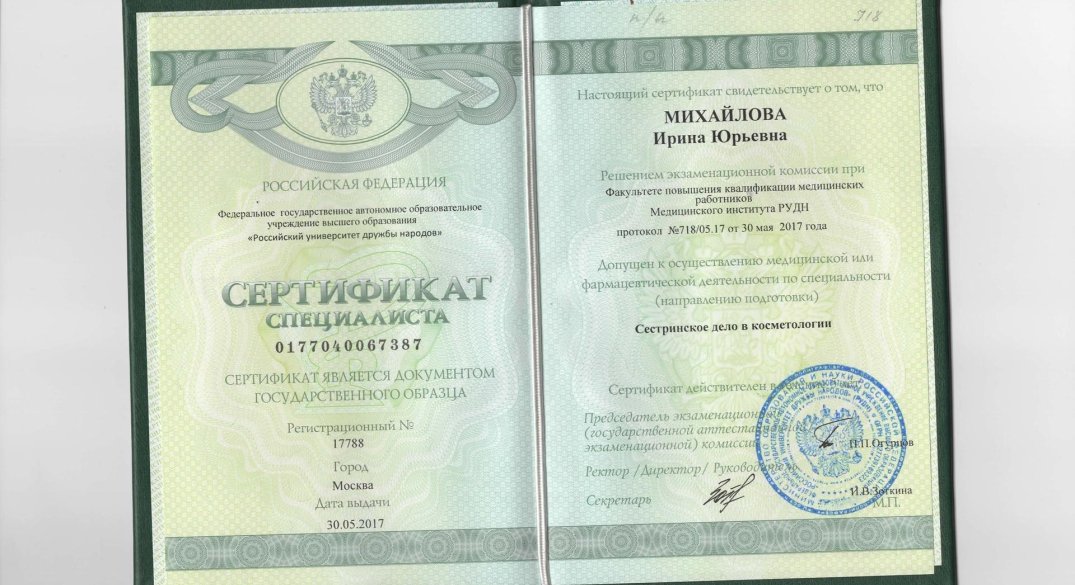 РОССИЙСКАЯ ФЕДЕРАЦИЯ
Федеральное государственное автономное образовательное
учреждение высшего образования
«Российский университет дружбы народов»
СЕРТИФИКАТ
СПЕЦИАЛИСТА
0177040067387
СЕРТИФИКАТ ЯВЛЯЕТСЯ ДОКУМЕНТОМ
ГОСУДАРСТВЕННОГО ОБРАЗЦА
Регистрационный №
17788
Город
Москва
Дата выдачи
30.05.2017
п/п 718
Настоящий сертификат свидетельствует о том, что
МИХАЙЛОВА
Ирина Юрьевна
Решением экзаменационной комиссии при
Факультете повышения квалификации медицинских
работников
Медицинского института РУДН
протокол №718/05.17 от 30 мая 2017 года
Допущен к осуществлению медицинской или
фармацевтической деятельности по специальности
(направлению подготовки)
Сестринское дело в косметологии
Сертификат действителен в
Председатель экзаменационной
(государственной аттестационной
экзаменационной) комиссии
П.П.Огурцов
Ректор /Директор/ Руководитель
Секретарь
И.В.Зоткина
М.П.